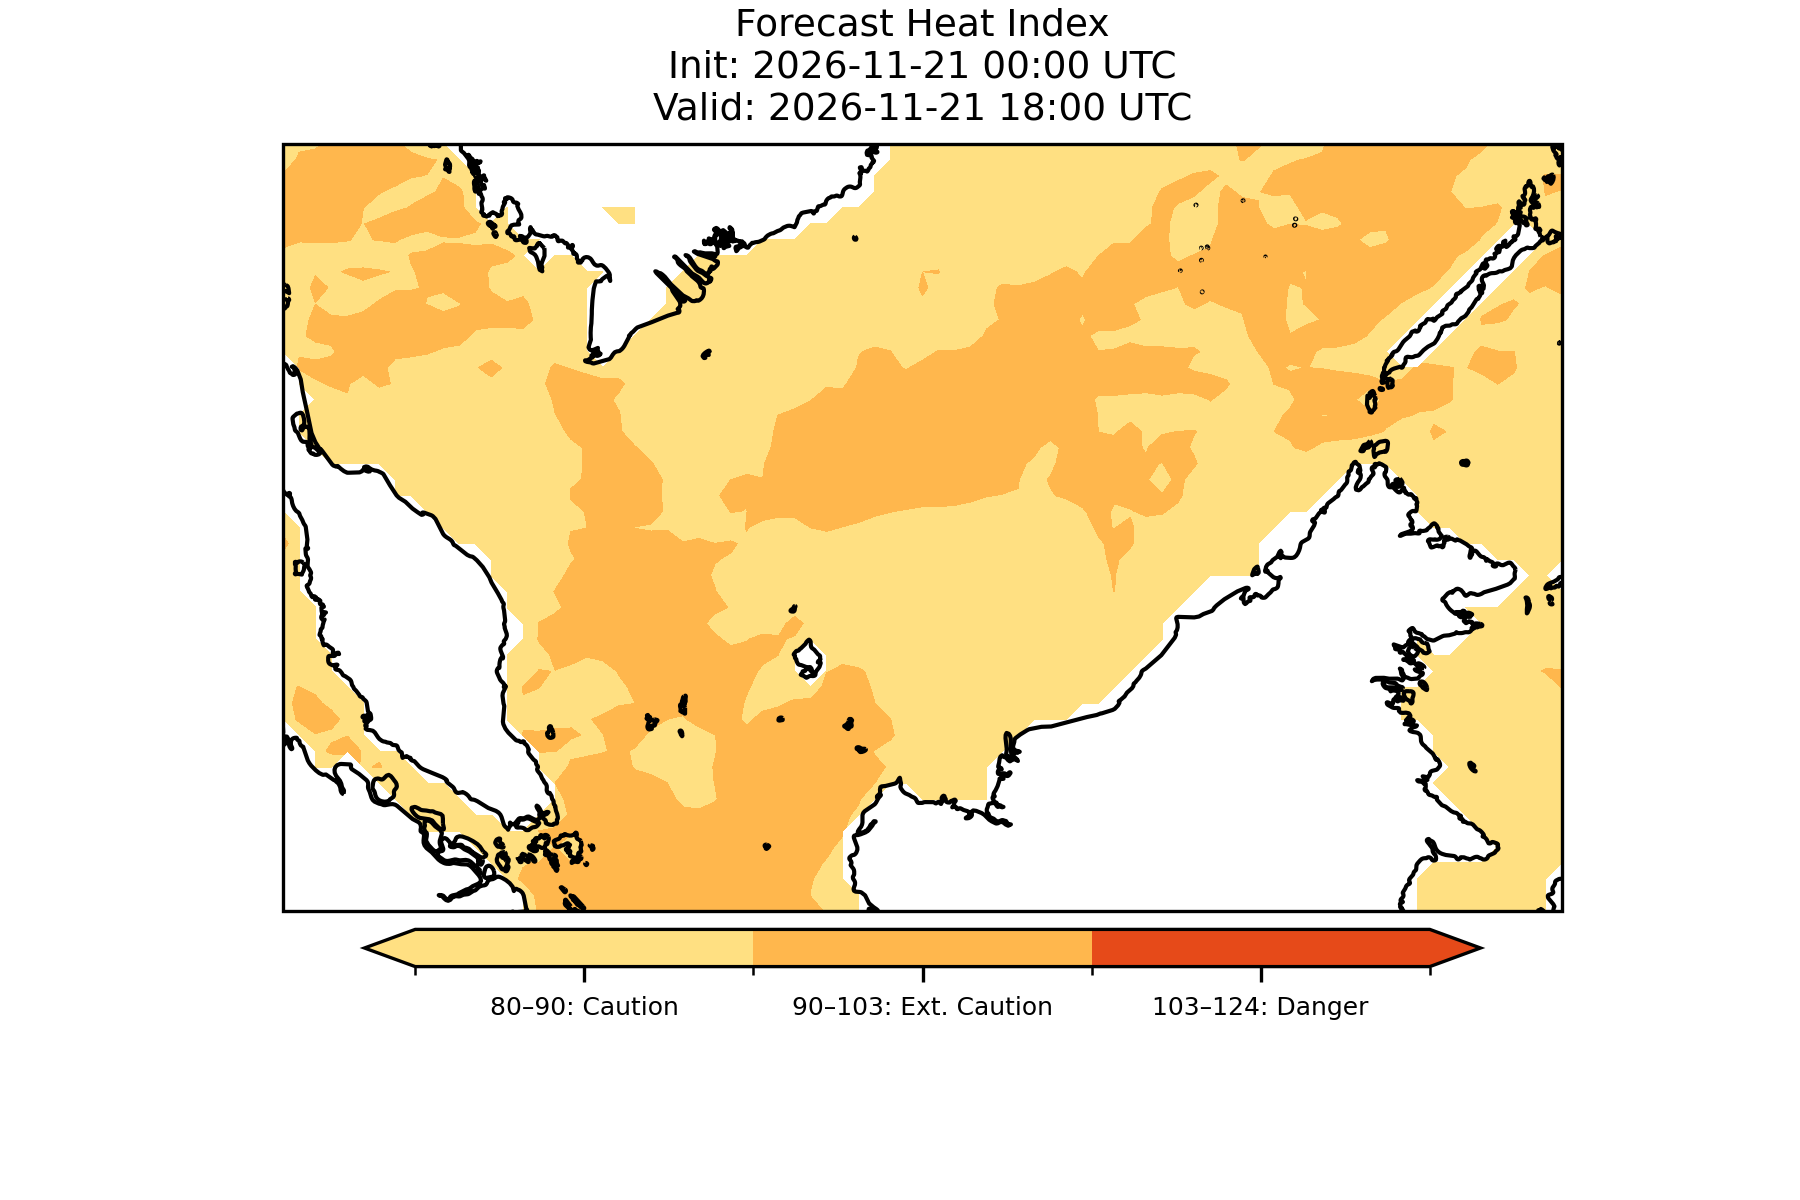 Forecast Heat Index
Init: 2026-11-21 00:00 UTC
Valid: 2026-11-21 18:00 UTC
80–90: Caution
90–103: Ext. Caution
103–124: Danger